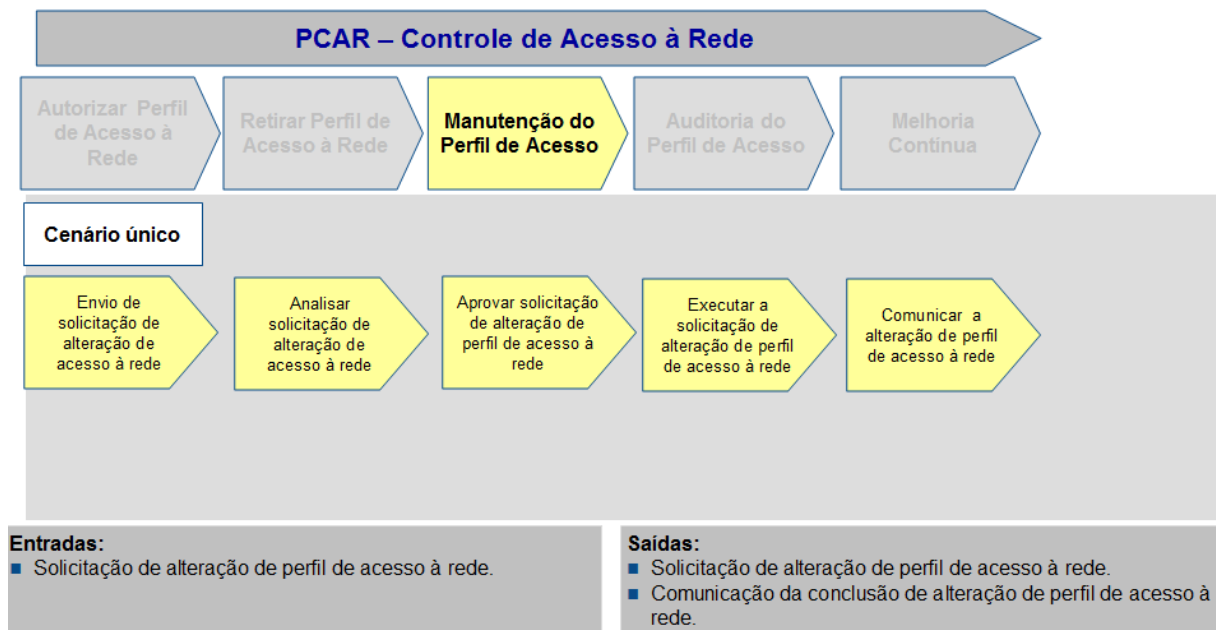 PCAR – Controle de Acesso à Rede
Autorizar Perfil
de Acesso à
Rede
Retirar Perfil de
Acesso à Rede
Manutenção do
Perfil de Acesso
Auditoria do
Perfil de Acesso
Melhoria
Contínua
Cenário único
Envio de
solicitação de
alteração de
acesso à rede
Analisar
solicitação de
alteração de
acesso à rede
Aprovar solicitação
de alteração de
perfil de acesso à
rede
Executar a
solicitação de
alteração de perfil
de acesso à rede
Comunicar a
alteração de perfil
de acesso à rede
Entradas:
■ Solicitação de alteração de perfil de acesso à rede.
Saídas:
■ Solicitação de alteração de perfil de acesso à rede.
■ Comunicação da conclusão de alteração de perfil de acesso à
rede.